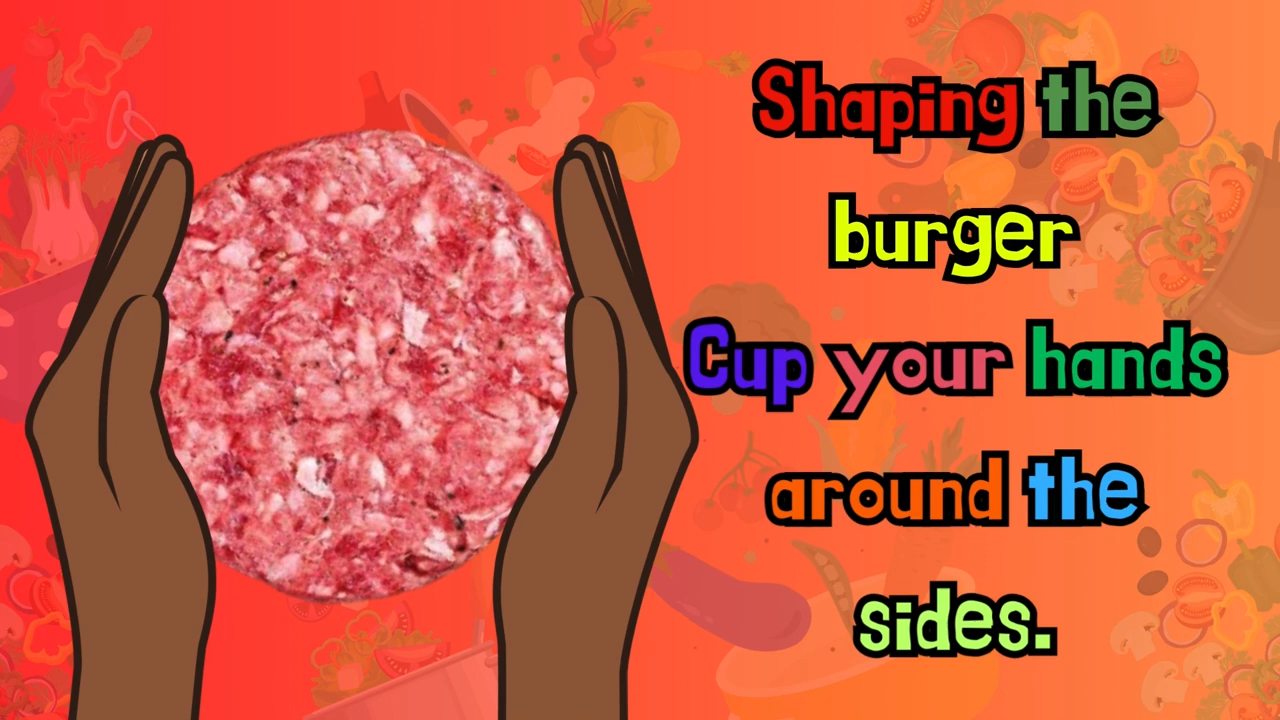 Shaping the
burger
Cup your hands
around the
sides.